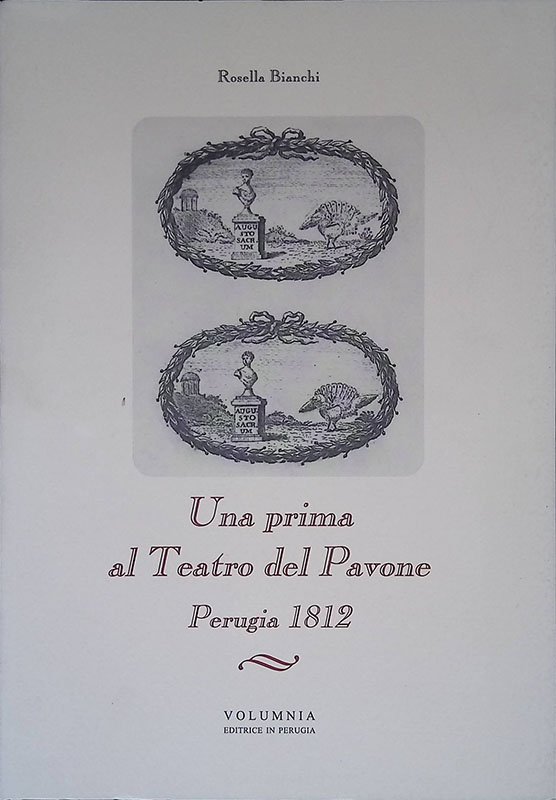 Rosella Bianchi
AUGU
STO
SACR
UM
AUGU
STO
SACR
UM
Una prima
al Teatro del Pavone
Perugia 1812
VOLUMNIA
EDITRICE IN PERUGIA